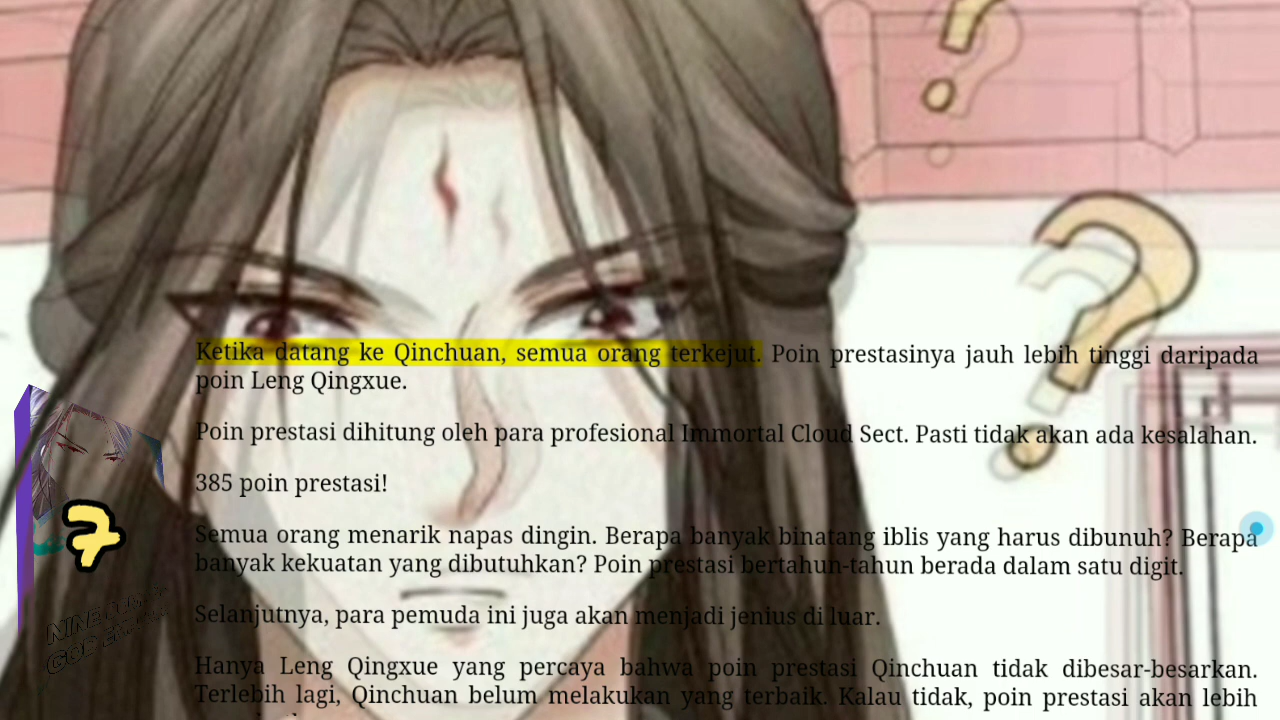 Ketika datang ke Qinchuan, semua orang terkejut. Poin prestasinya jauh lebih tinggi daripada
poin Leng Qingxue.
Poin prestasi dihitung oleh para profesional Immortal Cloud Sect. Pasti tidak akan ada kesalahan.
385 poin prestasi!
Semua orang menarik napas dingin. Berapa banyak binatang iblis yang harus dibunuh? Berapa
banyak kekuatan yang dibutuhkan? Poin prestasi bertahun-tahun berada dalam satu digit.
Selanjutnya, para pemuda ini juga akan menjadi jenius di luar.
Hanya Leng Qingxue yang percaya bahwa poin prestasi Qinchuan tidak dibesar-besarkan.
Terlebih lagi, Qinchuan belum melakukan yang terbaik. Kalau tidak, poin prestasi akan lebih
7
? ?